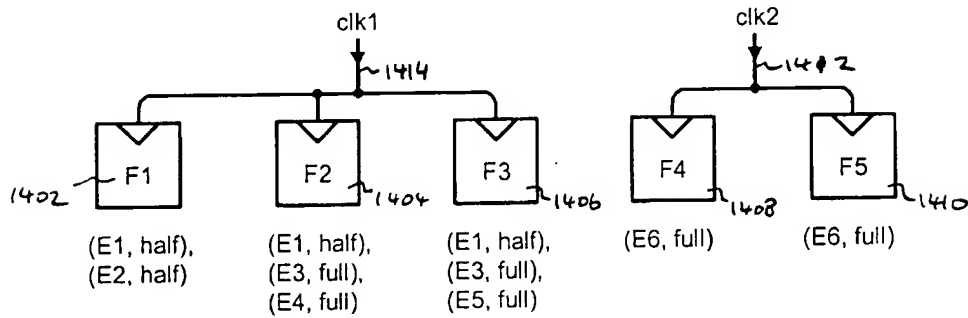 clk1
clk2
1414
1412
F1
F2
F3
F4
F5
1402
1404
1406
1408
1410
(E1, half),
(E2, half)
(E1, half),
(E3, full),
(E4, full)
(E1, half),
(E3, full),
(E5, full)
(E6, full)
(E6, full)